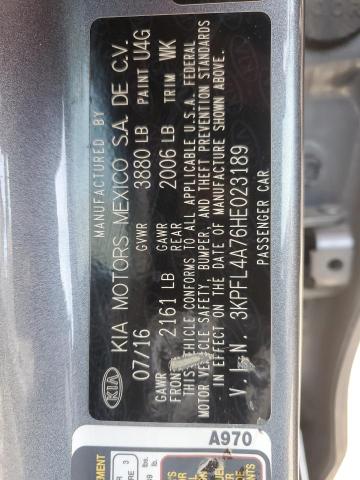 MANUFACTURED BY
KIA KIA MOTORS MEXICO S.A. DE C.V.
07/16 GVWR 3880 LB PAINT U4G
GAWR FRONT 2161 LB GAWR REAR 2006 LB TRIM WK
THIS VEHICLE CONFORMS TO ALL APPLICABLE U.S.A. FEDERAL
MOTOR VEHICLE SAFETY, BUMPER, AND THEFT PREVENTION STANDARDS
IN EFFECT ON THE DATE OF MANUFACTURE SHOWN ABOVE.
V.I.N. 3KPFL4A76HE023189
PASSENGER CAR
A970